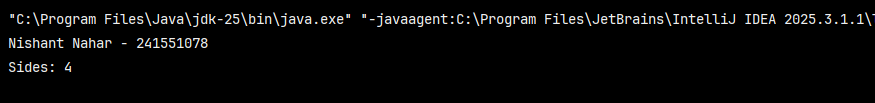 "C:\Program Files\Java\jdk-25\bin\java.exe" "-javaagent:C:\Program Files\JetBrains\IntelliJ IDEA 2025.3.1.1\
Nishant Nahar - 241551078
Sides: 4